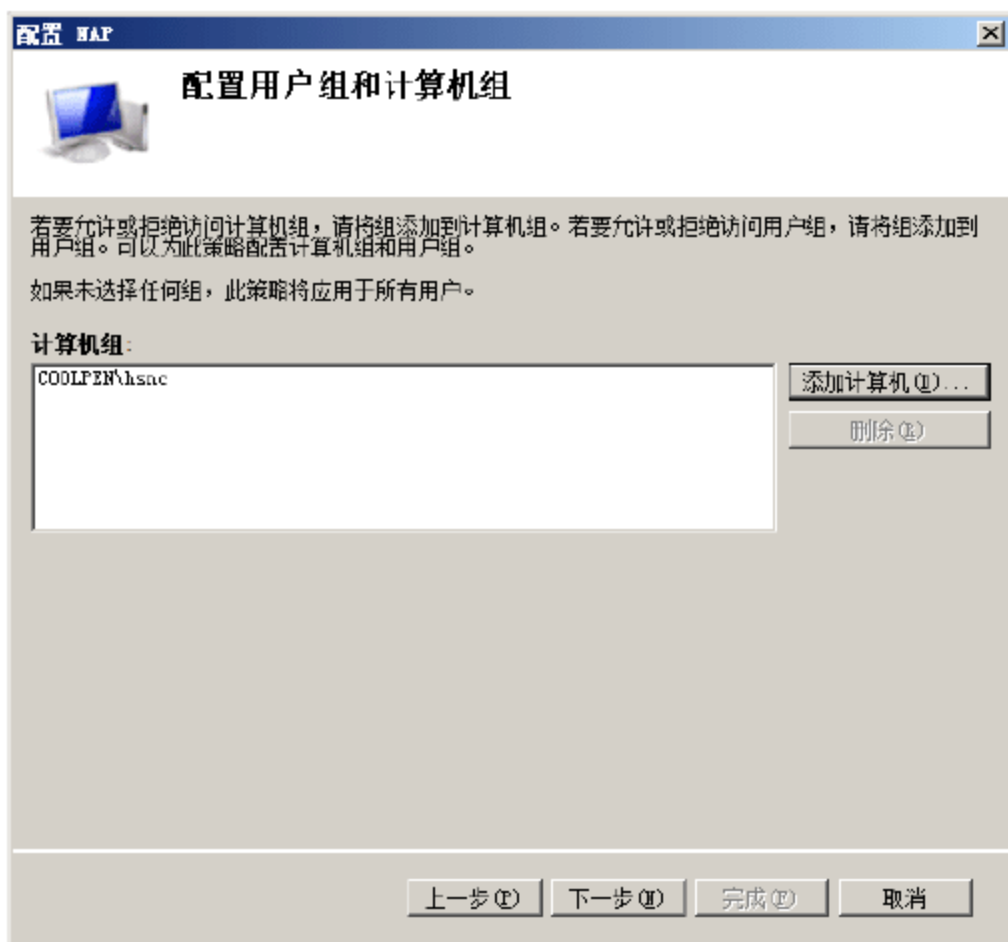 配置 NAP
配置用户组和计算机组
若要允许或拒绝访问计算机组，请将组添加到计算机组。若要允许或拒绝访问用户组，请将组添加到
用户组。可以为此策略配置计算机组和用户组。
如果未选择任何组，此策略将应用于所有用户。
计算机组:
COOLPEN\hsnc
添加计算机(I)...
删除(R)
上一步(P)
下一步(N)
完成(F)
取消